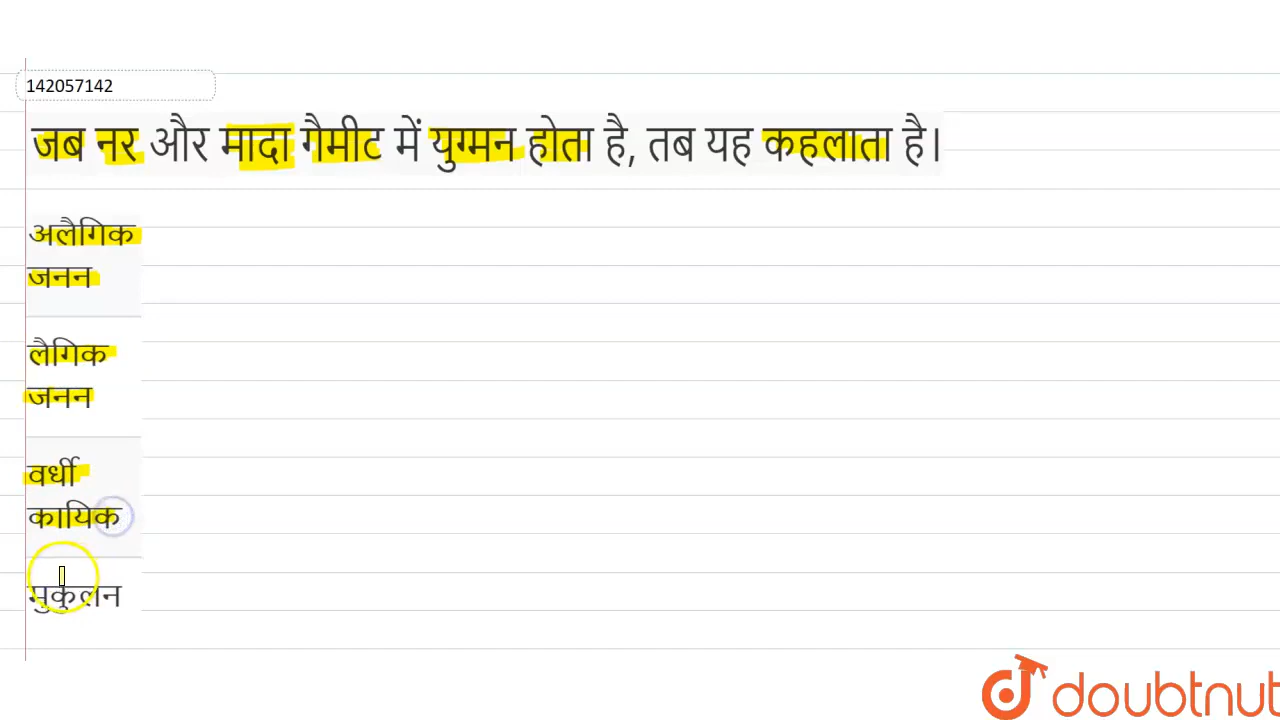 142057142
जब नर और मादा गैमीट में युग्मन होता है, तब यह कहलाता है।
अलैगिक
जनन
लैगिक
जनन
वर्धी
कायिक
मुकुलन
doubtnut